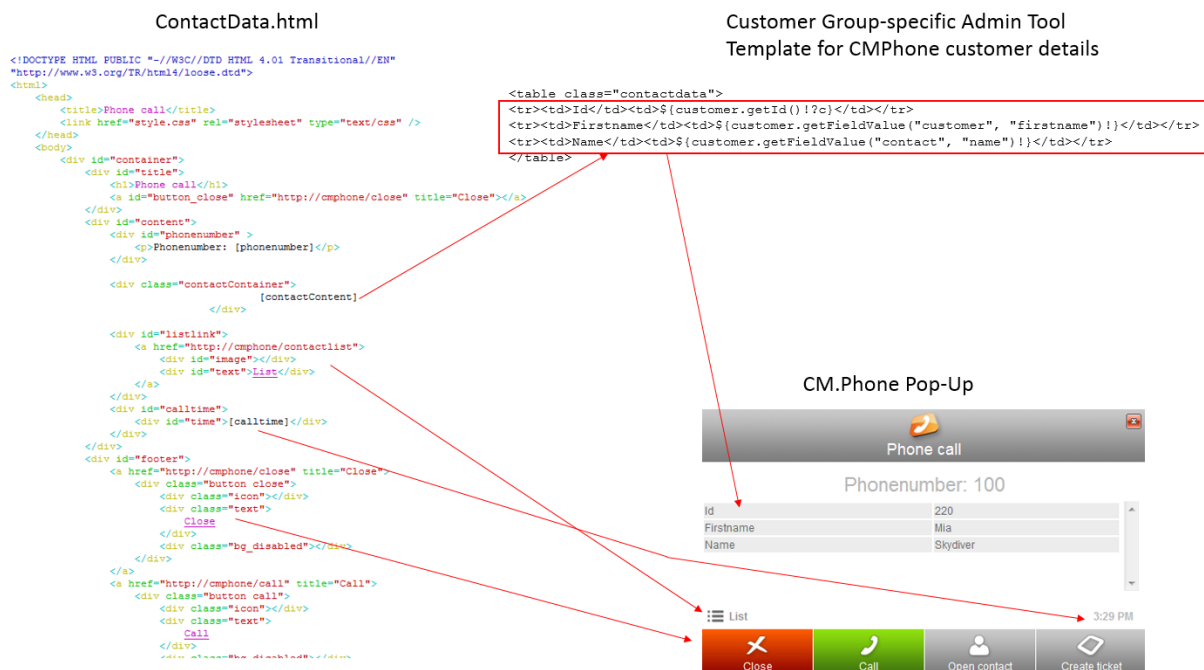 ContactData.html
<!DOCTYPE HTML PUBLIC "-//W3C//DTD HTML 4.01 Transitional//EN"
"http://www.w3.org/TR/html4/loose.dtd">
<html>
<head>
<title>Phone call</title>
<link href="style.css" rel="stylesheet" type="text/css" />
</head>
<body>
<div id="container">
<div id="title">
<h1>Phone call</h1>
<a id="button_close" href="http://cmphone/close" title="Close"></a>
</div>
<div id="content">
<div id="phonenumber" >
<p>Phonenumber: [phonenumber]</p>
</div>
<div class="contactContainer">
[contactContent]
</div>
<div id="listlink">
<a href="http://cmphone/contactlist">
<div id="image"></div>
<div id="text">List</div>
</a>
</div>
<div id="calltime">
<div id="time">[calltime]</div>
</div>
</div>
<div id="footer">
<a href="http://cmphone/close" title="Close">
<div class="button close">
<div class="icon"></div>
<div class="text">
Close
</div>
<div class="bg_disabled"></div>
</div>
</a>
<a href="http://cmphone/call" title="Call">
<div class="button call">
<div class="icon"></div>
<div class="text">
Call
</div>
<div class="bg_disabled"></div>
Customer Group-specific Admin Tool
Template for CMPhone customer details
<table class="contactdata">
<tr><td>Id</td><td>${customer.getId()!?c}</td></tr>
<tr><td>Firstname</td><td>${customer.getFieldValue("customer", "firstname")!}</td></tr>
<tr><td>Name</td><td>${customer.getFieldValue("contact", "name")!}</td></tr>
</table>
CM.Phone Pop-Up
Phone call
Phonenumber: 100
Id 220
Firstname Mia
Name Skydiver
List 3:29 PM
Close Call Open contact Create ticket